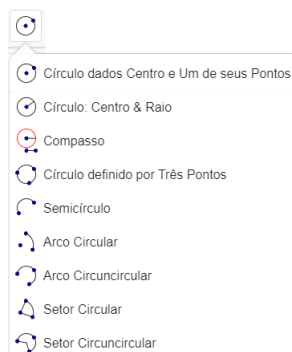 Círculo dados Centro e Um de seus Pontos
Círculo: Centro & Raio
Compasso
Círculo definido por Três Pontos
Semicírculo
Arco Circular
Arco Circuncircular
Setor Circular
Setor Circuncircular